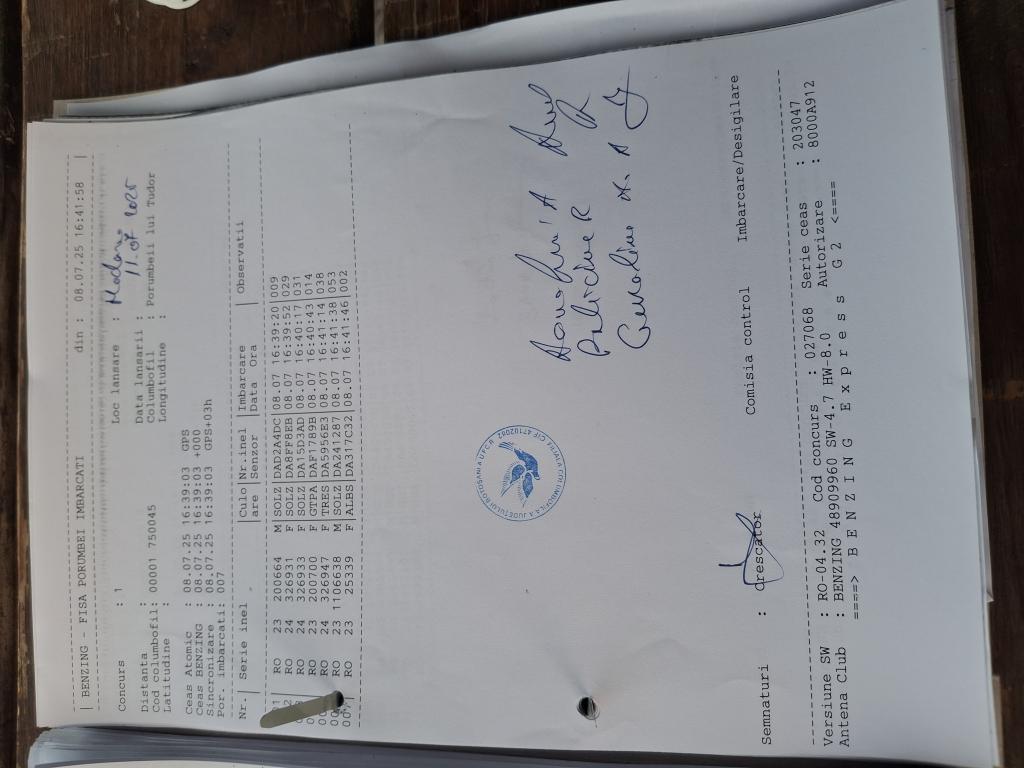 | BENZING - FISA PORUMBEI IMBARCATI din : 08.07.25 16:41:58 |
Concurs : 1 Loc lansare :
11.07 2025
Distanta : Data lansarii :
Cod columbofil: 00001 750045 Columbofil : Porumbeii lui Tudor
Latitudine : Longitudine :
Ceas Atomic : 08.07.25 16:39:03 GPS
Ceas BENZING : 08.07.25 16:39:03 +000
Sincronizare : 08.07.25 16:39:03 GPS+03h
Por. imbarcati: 007
Nr.| Serie inel |Culo|Nr.inel |Imbarcare | Observatii
|are |Senzor |Data Ora |
RO 23 200664 M SOLZ|DAD2A4DC|08.07 16:39:20|009
RO 24 326931 F SOLZ|DA8FF8EB|08.07 16:39:52|029
RO 24 326933 F SOLZ|DA15D3AD|08.07 16:40:17|031
RO 23 200700 F GTPA|DAF1789B|08.07 16:40:43|014
RO 24 326947 F TRES|DA5956E3|08.07 16:41:14|038
RO 23 1106638 M SOLZ|DA241287|08.07 16:41:38|053
RO 23 25339 F ALBS|DA317C32|08.07 16:41:46|002
Semnaturi : Crescator Comisia control Imbarcare/Desigilare
Versiune SW : RO-04.32 Cod concurs : 027068 Serie ceas : 203047
Antena Club : BENZING 48909960 SW-4.7 HW-8.0 Autorizare : 8000A912
====> B E N Z I N G E x p r e s s G 2 <====